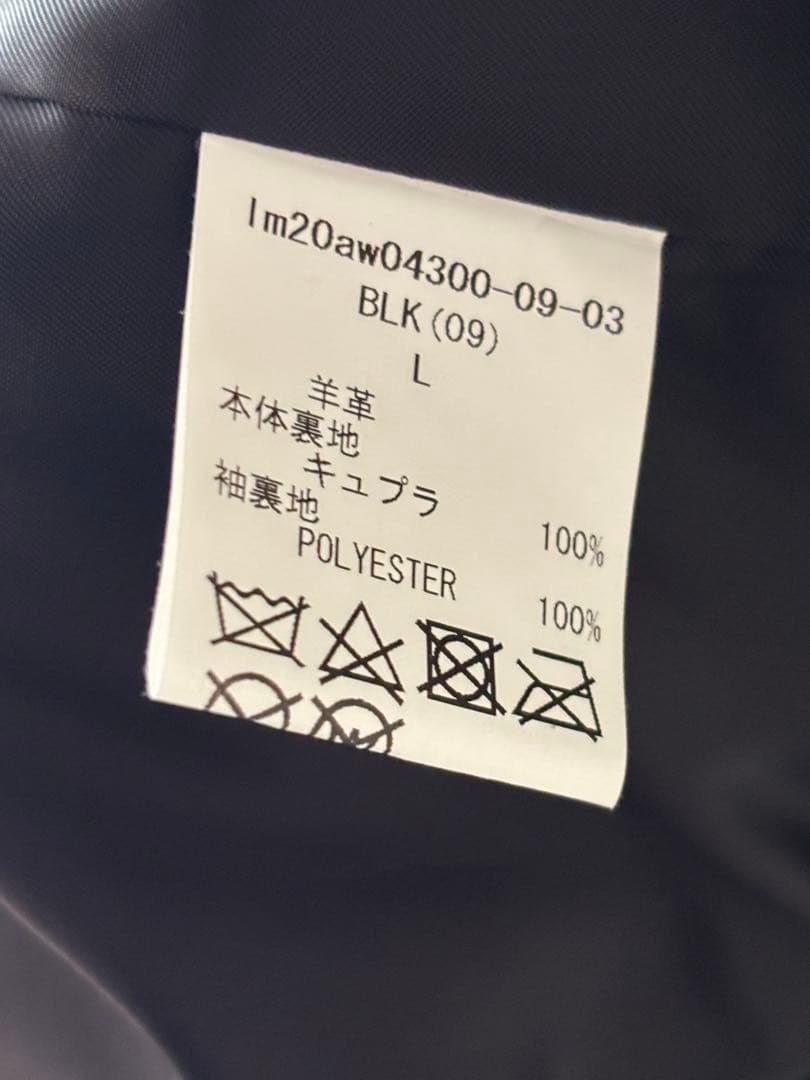 lm20aw04300-09-03
BLK(09)
L
羊革
本体裏地
キュプラ 100%
袖裏地
POLYESTER 100%